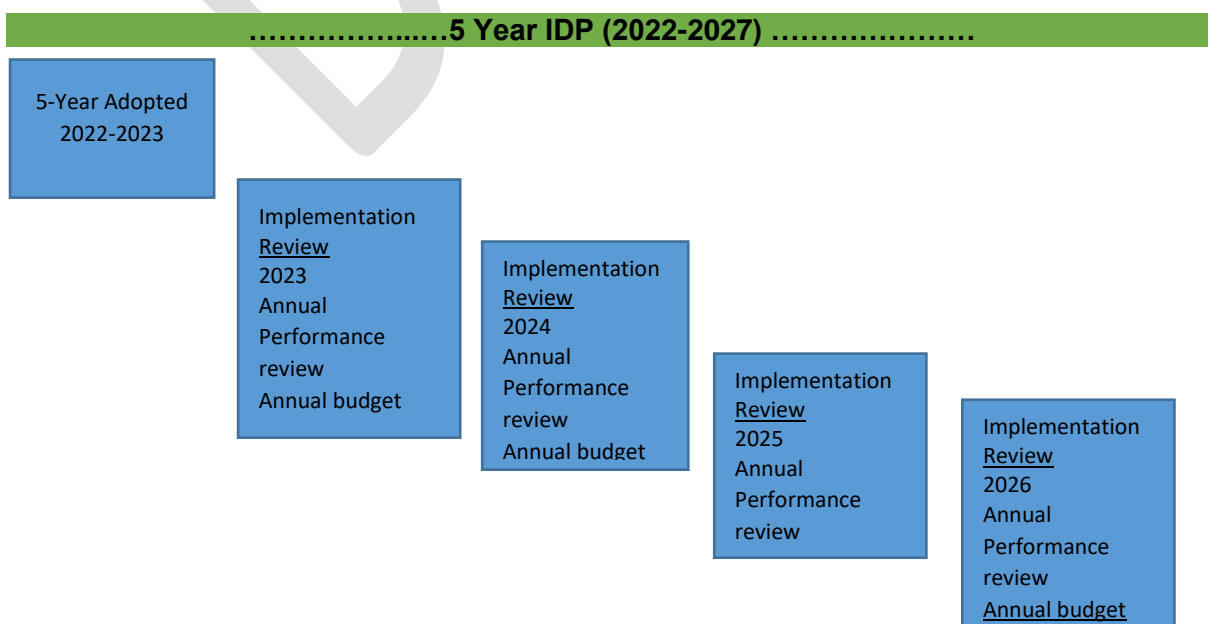 ……………...….5 Year IDP (2022-2027) …………………
5-Year Adopted
2022-2023
Implementation
Review
2023
Annual
Performance
review
Annual budget
Implementation
Review
2024
Annual
Performance
review
Annual budget
Implementation
Review
2025
Annual
Performance
review
Implementation
Review
2026
Annual
Performance
review
Annual budget